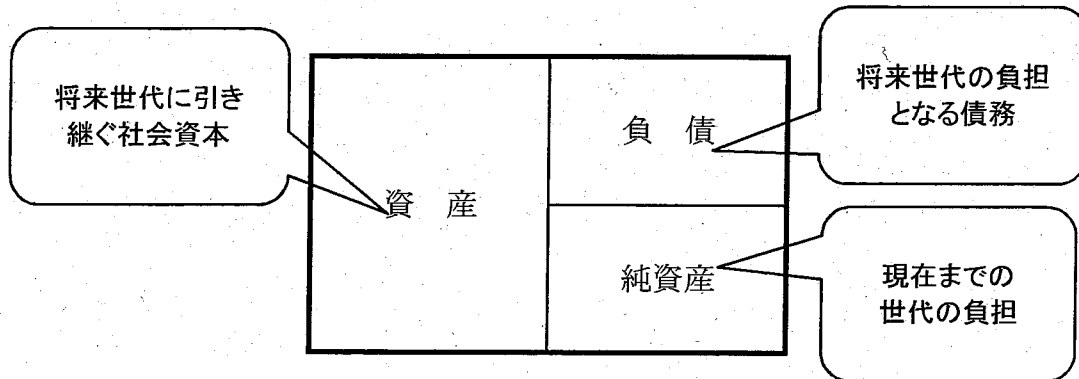 将来世代に引き
継ぐ社会資本
資　産
負　債
純資産
将来世代の負担
となる債務
現在までの
世代の負担